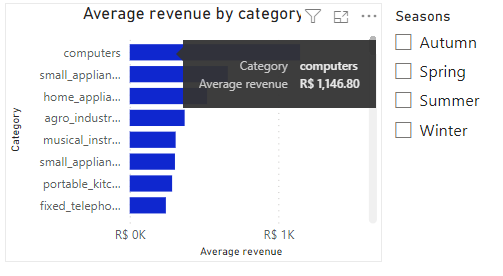 Average revenue by category
Seasons
Autumn
Spring
Summer
Winter
Category
computers
small_applian...
home_applia...
agro_industr...
musical_instr...
small_applian...
portable_kitc...
fixed_telepho...
Category computers
Average revenue R$ 1,146.80
R$ 0K R$ 1K
Average revenue